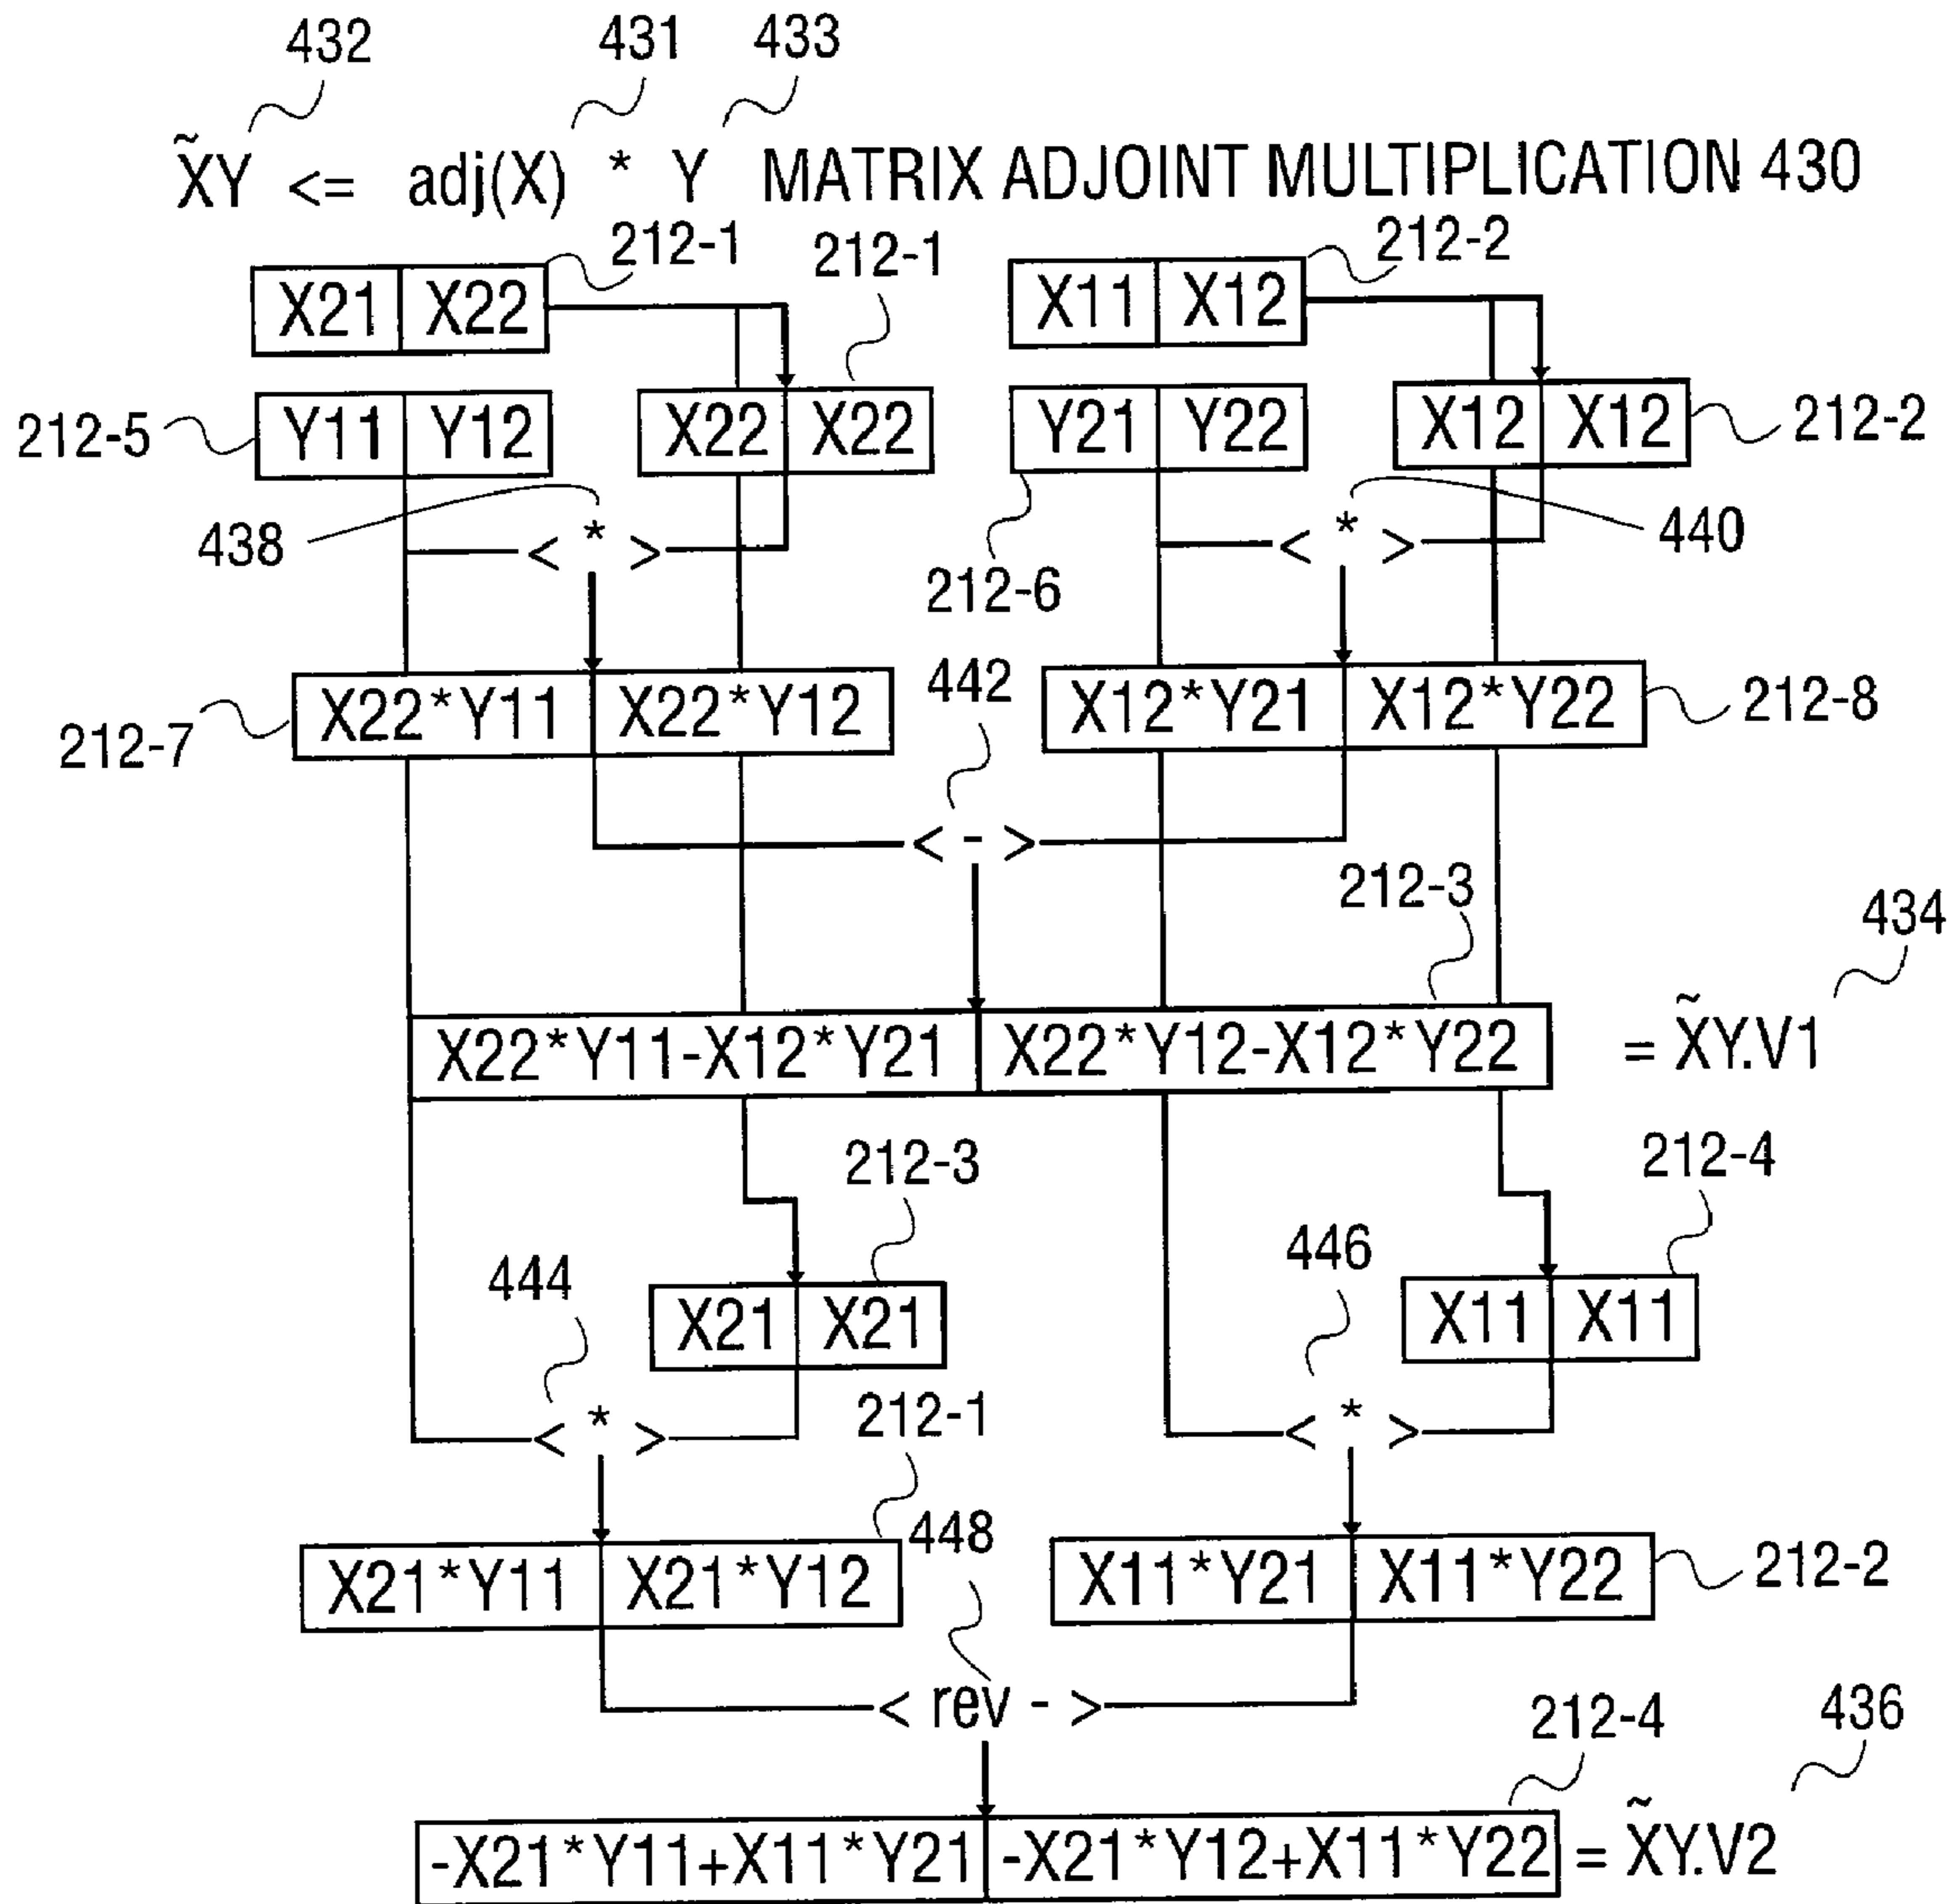 432 431 433
X̃Y <= adj(X) * Y MATRIX ADJOINT MULTIPLICATION 430
212-1 212-1 212-2
X21 X22 X11 X12
212-5 Y11 Y12 X22 X22 Y21 Y22 X12 X12 212-2
438 < * > < * > 440
212-6
442
212-7 X22*Y11 X22*Y12 X12*Y21 X12*Y22 212-8
< - >
212-3
434
X22*Y11-X12*Y21 X22*Y12-X12*Y22 = X̃Y.V1
212-3 212-4
444 446
X21 X21 X11 X11
< * > 212-1 < * >
448
X21*Y11 X21*Y12 X11*Y21 X11*Y22 212-2
< rev - >
212-4 436
-X21*Y11+X11*Y21 -X21*Y12+X11*Y22 = X̃Y.V2